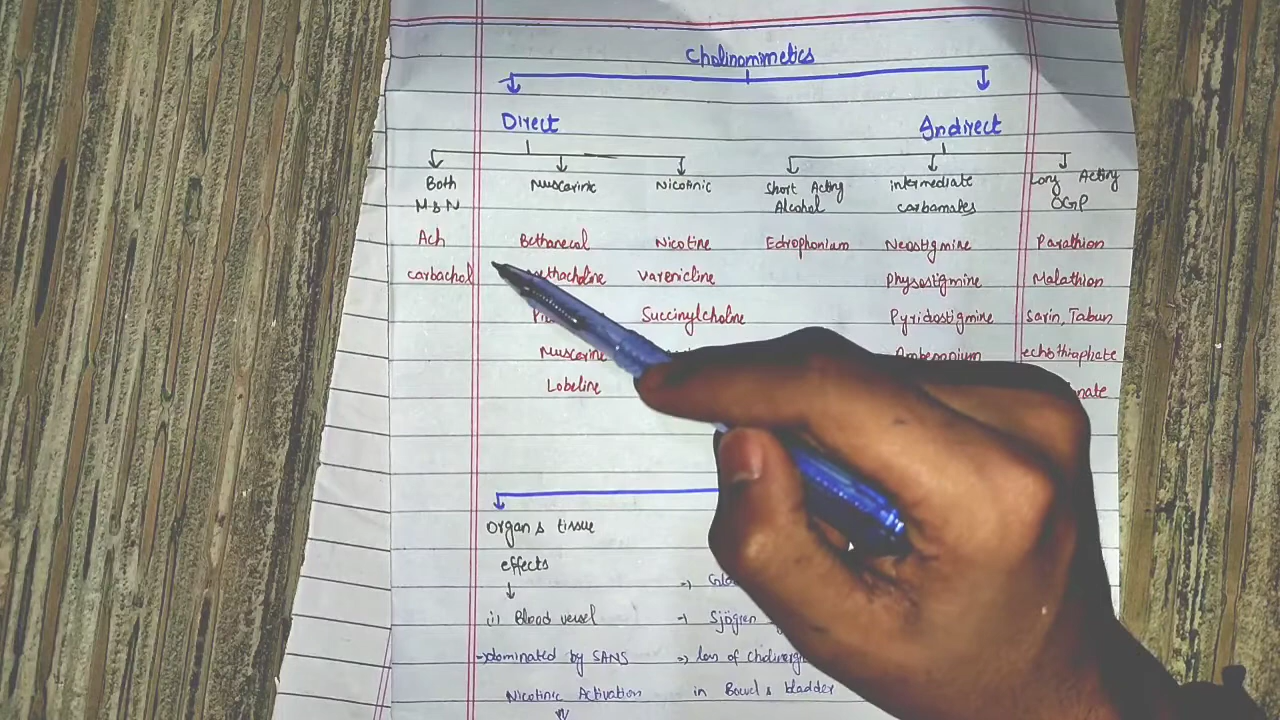 Cholinomimetics
Direct Indirect
Both Muscarinic Nicotinic Short Acting intermediate Long Acting
M & N Alcohol carbamates OGP
Ach Bethanecol Nicotine Edrophonium Neostigmine Parathion
carbachol varenicline Physostigmine Malathion
Succinylcholine Pyridostigmine Sarin, Tabun
Muscarine echothiophate
Lobeline
Organ & tissue
effects
i) Blood vessel → Sjögren
→dominated by SANS → loss of
Nicotinic Activation in Bowel & bladder